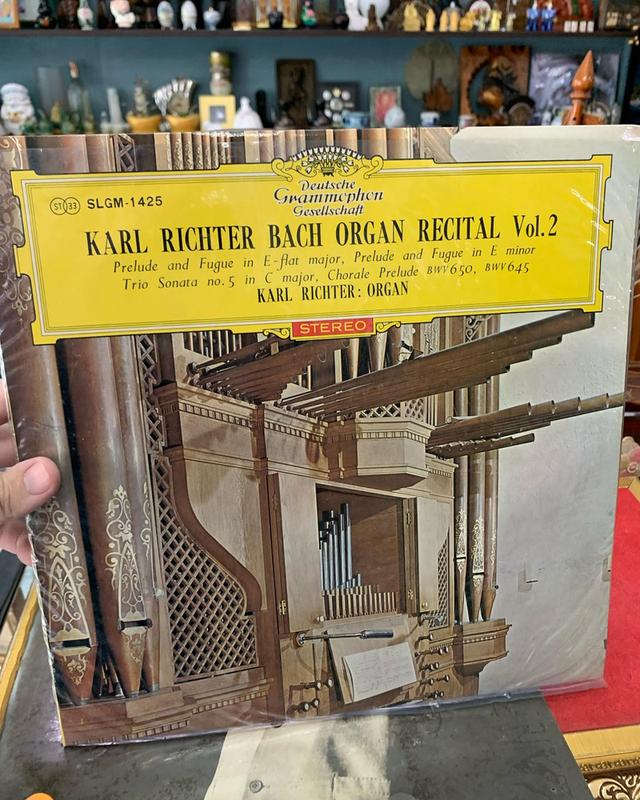 ST 33 SLGM-1425
Deutsche
Grammophon
Gesellschaft
KARL RICHTER BACH ORGAN RECITAL Vol.2
Prelude and Fugue in E-flat major, Prelude and Fugue in E minor
Trio Sonata no.5 in C major, Chorale Prelude BWV650, BWV645
KARL RICHTER: ORGAN
STEREO